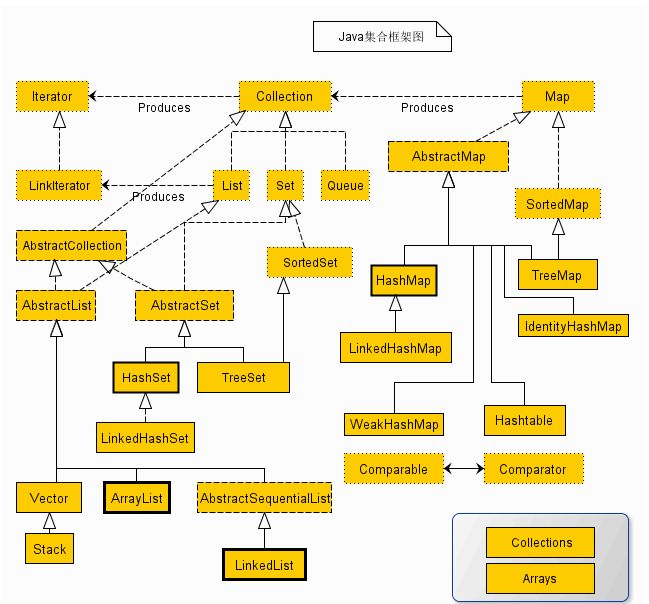 Java集合框架图
Iterator
Produces
Collection
Produces
Map
AbstractMap
LinkIterator
Produces
List
Set
Queue
SortedMap
AbstractCollection
SortedSet
HashMap
TreeMap
AbstractList
AbstractSet
IdentityHashMap
LinkedHashMap
HashSet
TreeSet
WeakHashMap
Hashtable
LinkedHashSet
Comparable
Comparator
Vector
ArrayList
AbstractSequentialList
Stack
LinkedList
Collections
Arrays